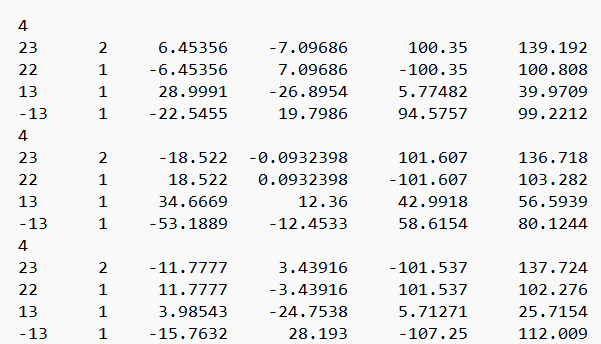 4
23 2 6.45356 -7.09686 100.35 139.192
22 1 -6.45356 7.09686 -100.35 100.808
13 1 28.9991 -26.8954 5.77482 39.9709
-13 1 -22.5455 19.7986 94.5757 99.2212
4
23 2 -18.522 -0.0932398 101.607 136.718
22 1 18.522 0.0932398 -101.607 103.282
13 1 34.6669 12.36 42.9918 56.5939
-13 1 -53.1889 -12.4533 58.6154 80.1244
4
23 2 -11.7777 3.43916 -101.537 137.724
22 1 11.7777 -3.43916 101.537 102.276
13 1 3.98543 -24.7538 5.71271 25.7154
-13 1 -15.7632 28.193 -107.25 112.009